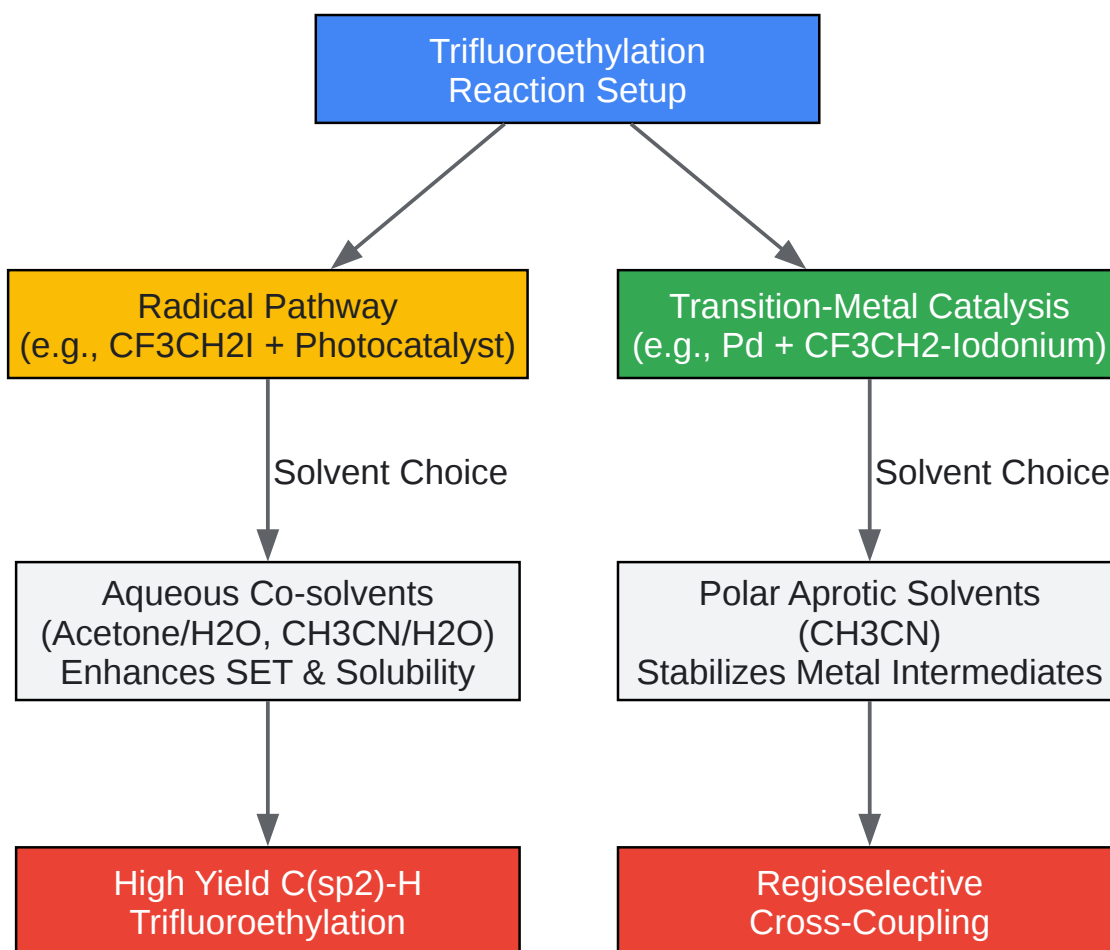 Trifluoroethylation
Reaction Setup
Radical Pathway
(e.g., CF3CH2I + Photocatalyst)
Transition-Metal Catalysis
(e.g., Pd + CF3CH2-Iodonium)
Solvent Choice
Solvent Choice
Aqueous Co-solvents
(Acetone/H2O, CH3CN/H2O)
Enhances SET & Solubility
Polar Aprotic Solvents
(CH3CN)
Stabilizes Metal Intermediates
High Yield C(sp2)-H
Trifluoroethylation
Regioselective
Cross-Coupling